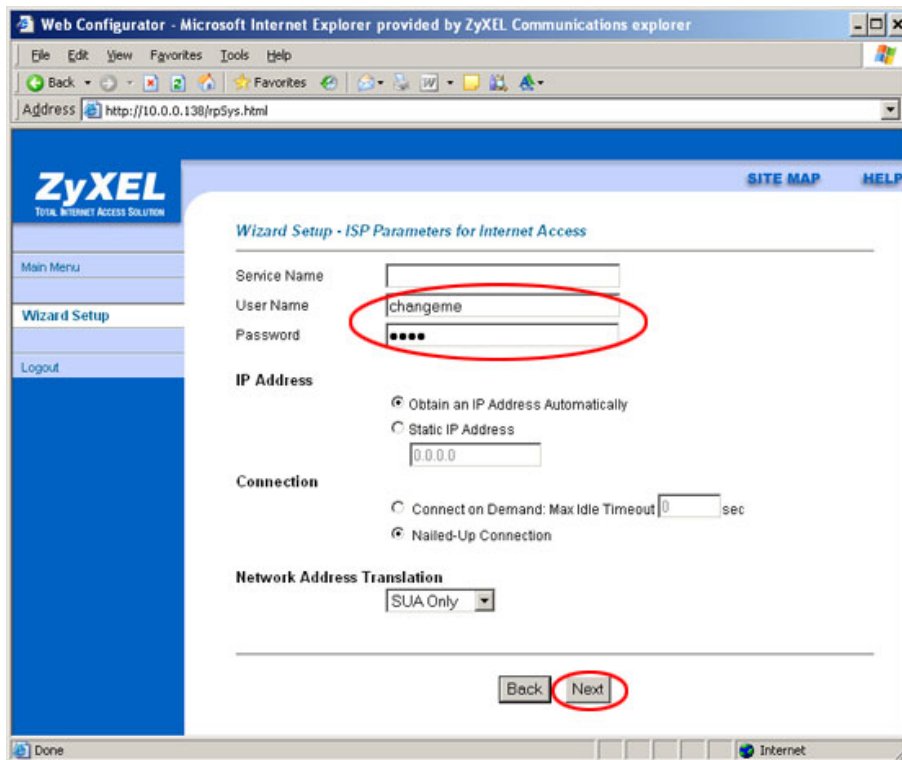 Web Configurator - Microsoft Internet Explorer provided by ZyXEL Communications explorer
File Edit View Favorites Tools Help
Back Favorites
Address http://10.0.0.138/rpSys.html
SITE MAP HELP
ZyXEL
TOTAL INTERNET ACCESS SOLUTION
Wizard Setup - ISP Parameters for Internet Access
Main Menu
Wizard Setup
Logout
Service Name
User Name changeme
Password ••••
IP Address
Obtain an IP Address Automatically
Static IP Address
0.0.0.0
Connection
Connect on Demand: Max Idle Timeout 0 sec
Nailed-Up Connection
Network Address Translation
SUA Only
Back Next
Done Internet